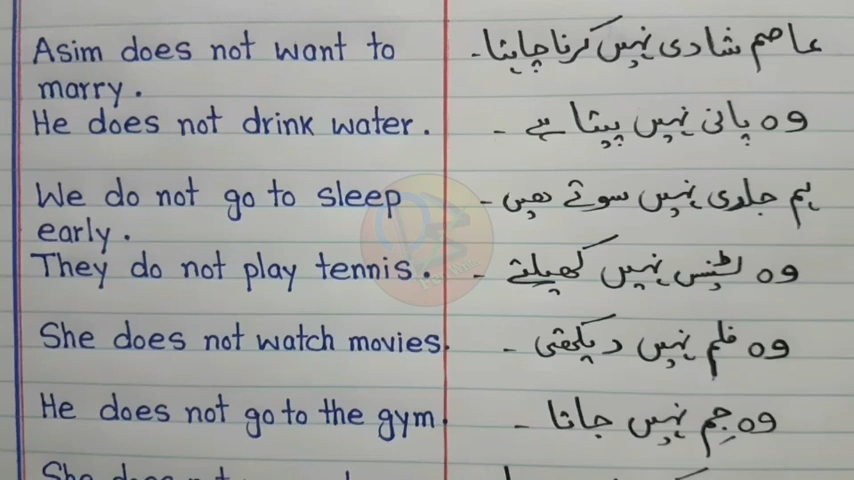 Asim does not want to
marry.
عاصم شادی نہیں کرنا چاہتا۔
He does not drink water.
وہ پانی نہیں پیتا ہے ۔
We do not go to sleep
early.
ہم جلدی نہیں سوتے ہیں ۔
They do not play tennis.
وہ ٹینس نہیں کھیلتے ۔
She does not watch movies.
وہ فلم نہیں دیکھتی ۔
He does not go to the gym.
وہ جِم نہیں جاتا ۔